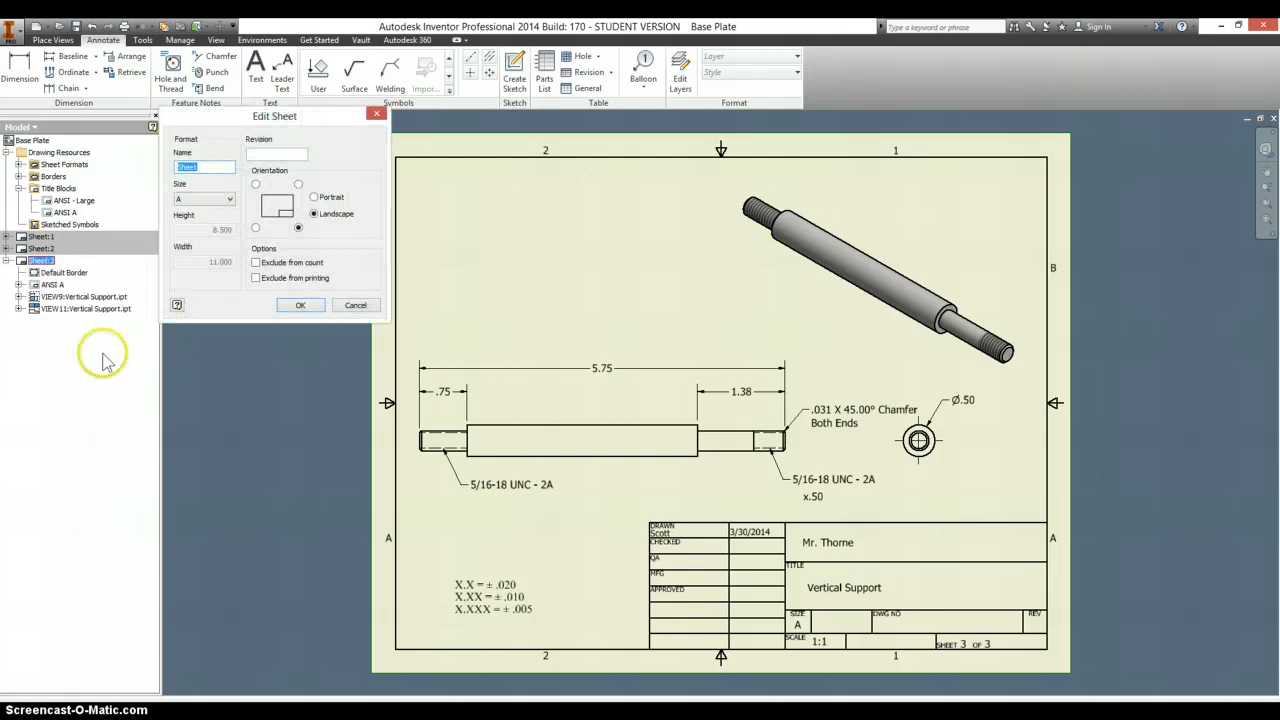 Autodesk Inventor Professional 2014 Build: 170 - STUDENT VERSION Base Plate
Type a keyword or phrase
Sign In
PRO
Place Views Annotate Tools Manage View Environments Get Started Vault Autodesk 360
Dimension
Baseline
Ordinate
Chain
Arrange
Retrieve
Dimension
Hole and
Thread
Chamfer
Punch
Bend
Feature Notes
Text
Leader
Text
Text
User
Surface
Welding
Impor...
Symbols
Create
Sketch
Sketch
Parts
List
Hole
Revision
General
Table
Balloon
Edit
Layers
Layer
Style
Format
Model
Base Plate
Drawing Resources
Sheet Formats
Borders
Title Blocks
ANSI - Large
ANSI A
Sketched Symbols
Sheet:1
Sheet:2
Sheet:3
Default Border
ANSI A
VIEW9:Vertical Support.ipt
VIEW11:Vertical Support.ipt
Edit Sheet
Format
Name
Sheet
Size
A
Height
8.500
Width
11.000
Revision
Orientation
Portrait
Landscape
Options
Exclude from count
Exclude from printing
OK
Cancel
2
1
B
5.75
.75
1.38
.031 X 45.00° Chamfer
Both Ends
Ø.50
5/16-18 UNC - 2A
5/16-18 UNC - 2A
x.50
A
A
X.X = ± .020
X.XX = ± .010
X.XXX = ± .005
DRAWN
Scott
3/30/2014
CHECKED
QA
MFG
APPROVED
Mr. Thorne
TITLE
Vertical Support
SIZE
A
DWG NO
REV
SCALE
1:1
SHEET 3 OF 3
2
1
Screencast-O-Matic.com